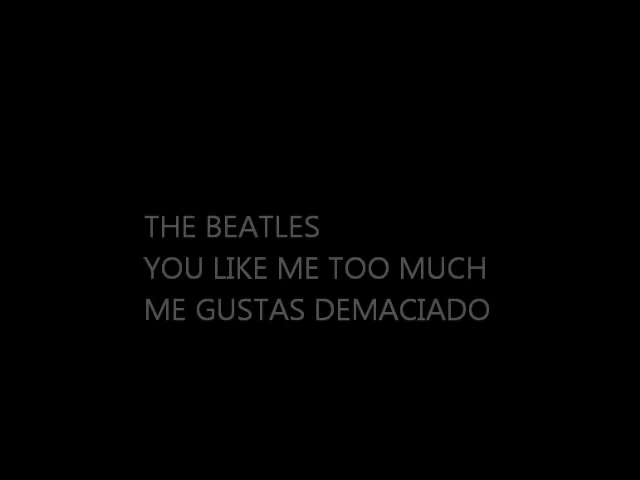 THE BEATLES
YOU LIKE ME TOO MUCH
ME GUSTAS DEMACIADO